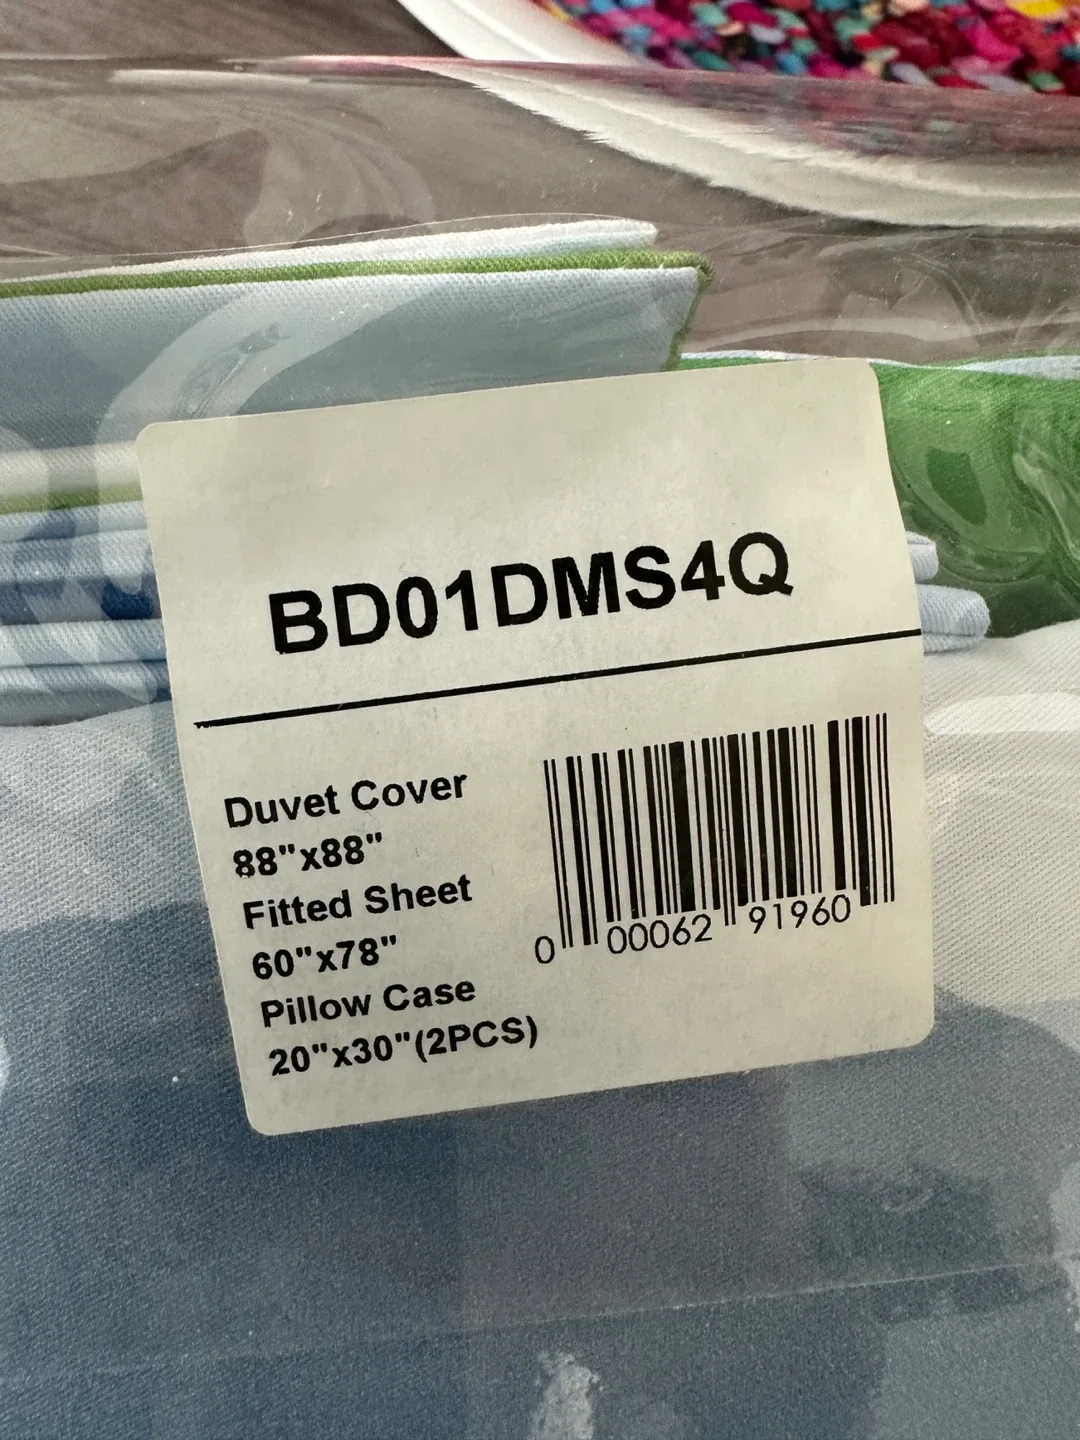 BD01DMS4Q
Duvet Cover
88"x88"
Fitted Sheet
60"x78"
Pillow Case
20"x30"(2PCS)
0 00062 91960